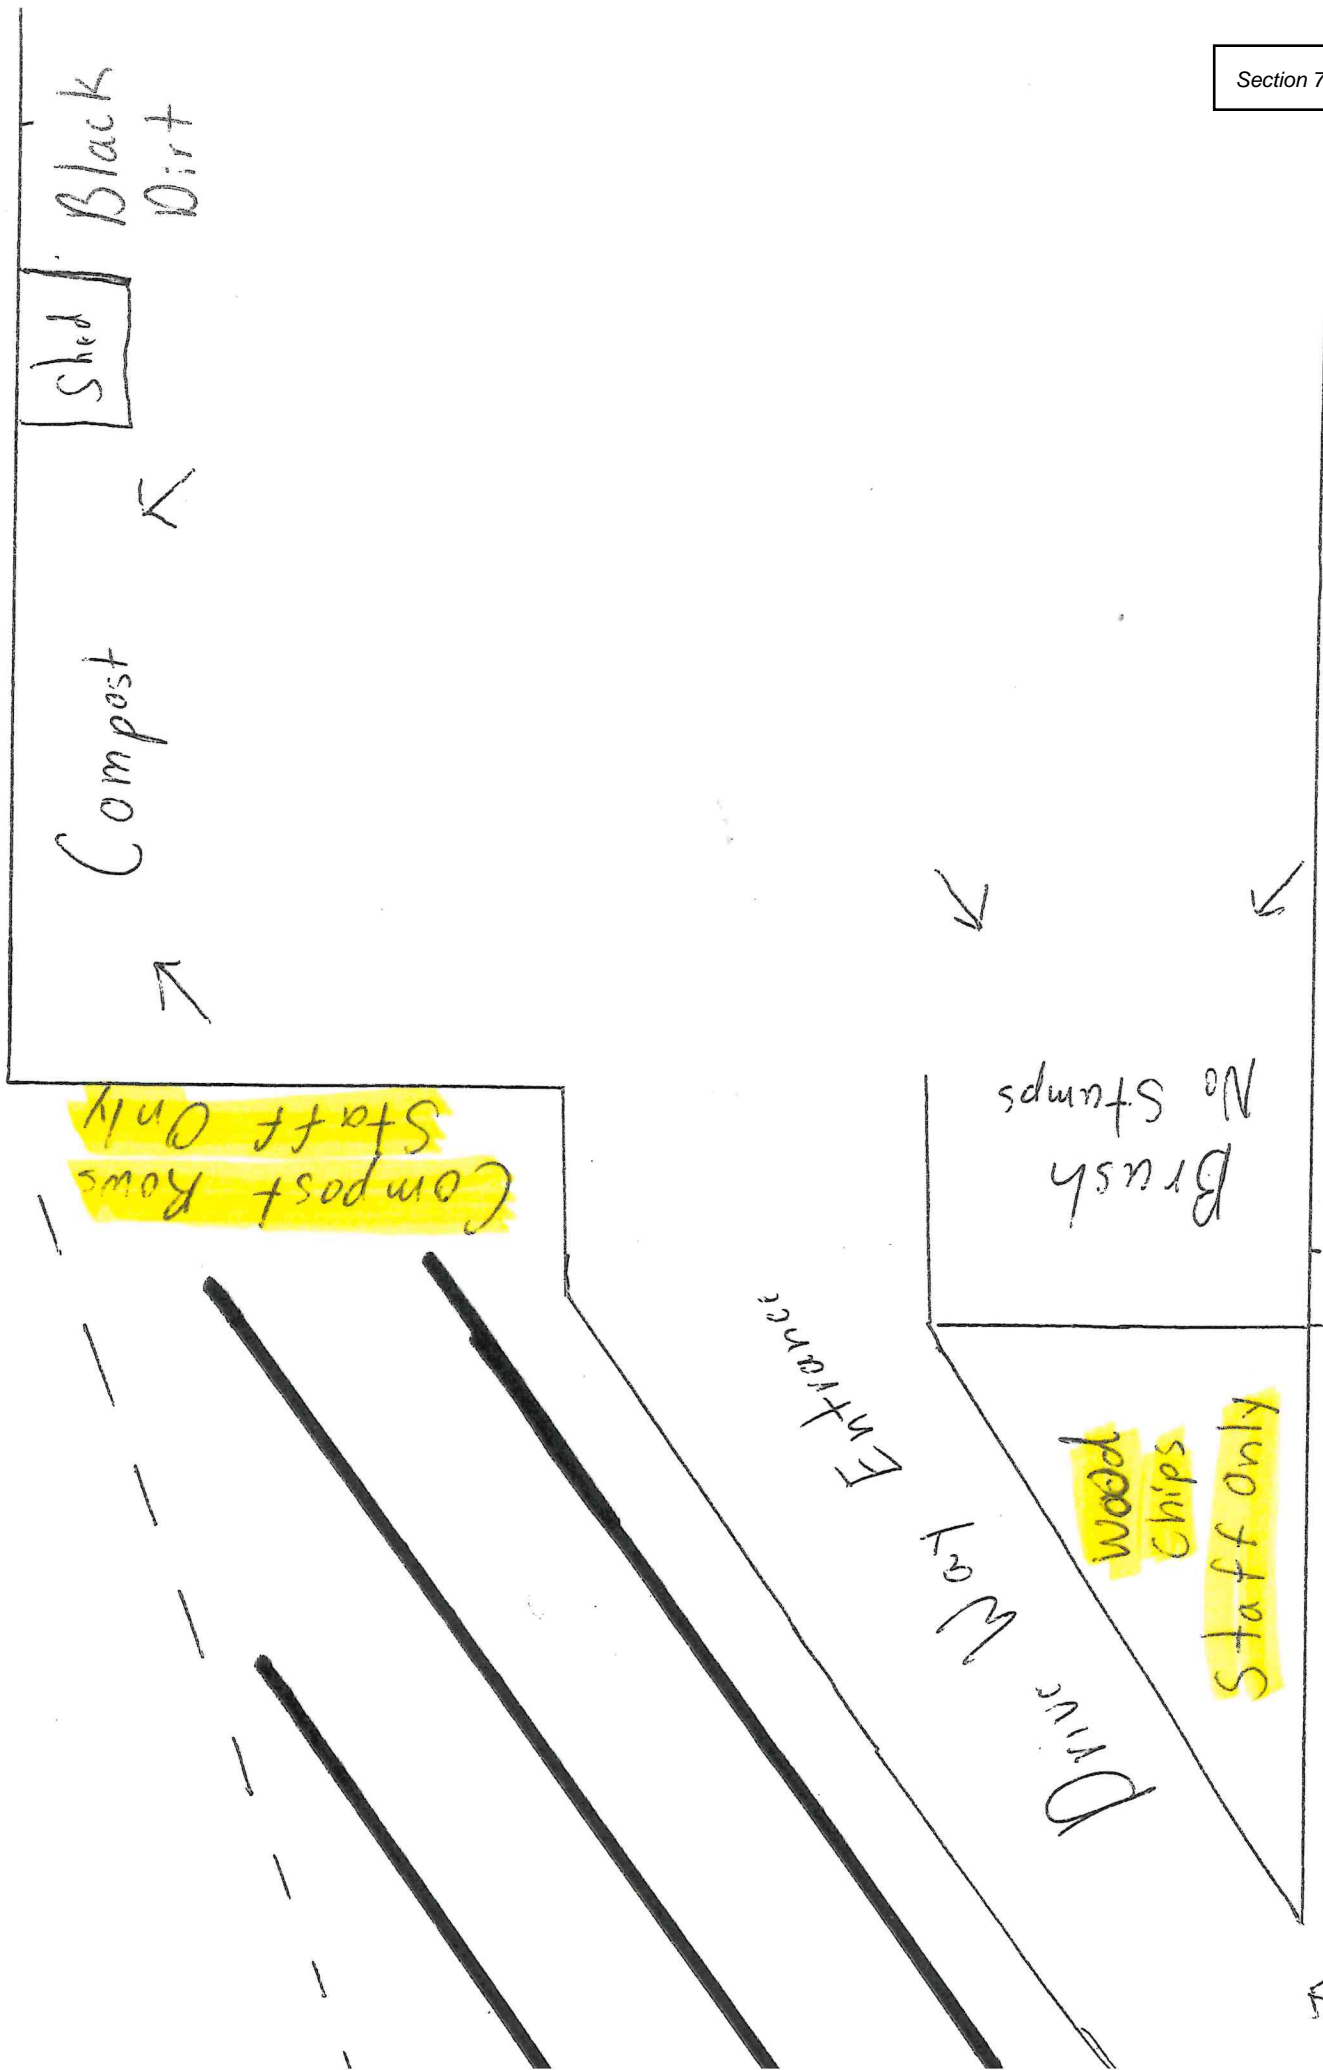 Section 7
Black
Dirt
Shed
Compost
Compost Rows
Staff Only
Brush
No Stumps
Drive Way Entrance
Wood
Chips
Staff Only